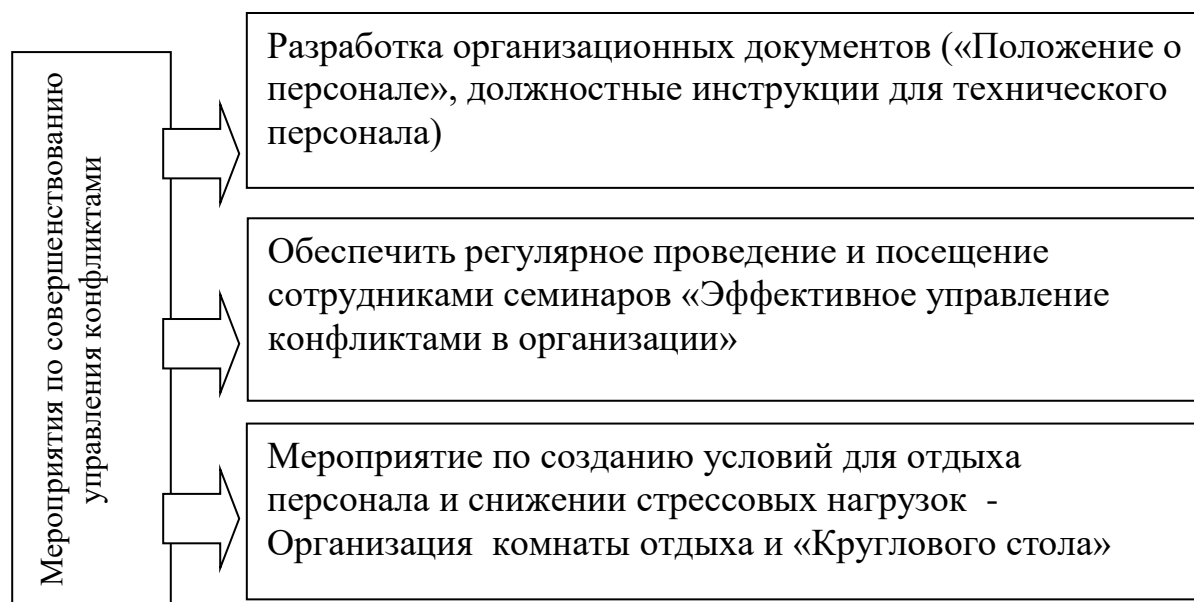 Мероприятия по совершенствованию
управления конфликтами
Разработка организационных документов («Положение о
персонале», должностные инструкции для технического
персонала)
Обеспечить регулярное проведение и посещение
сотрудниками семинаров «Эффективное управление
конфликтами в организации»
Мероприятие по созданию условий для отдыха
персонала и снижении стрессовых нагрузок -
Организация комнаты отдыха и «Круглового стола»